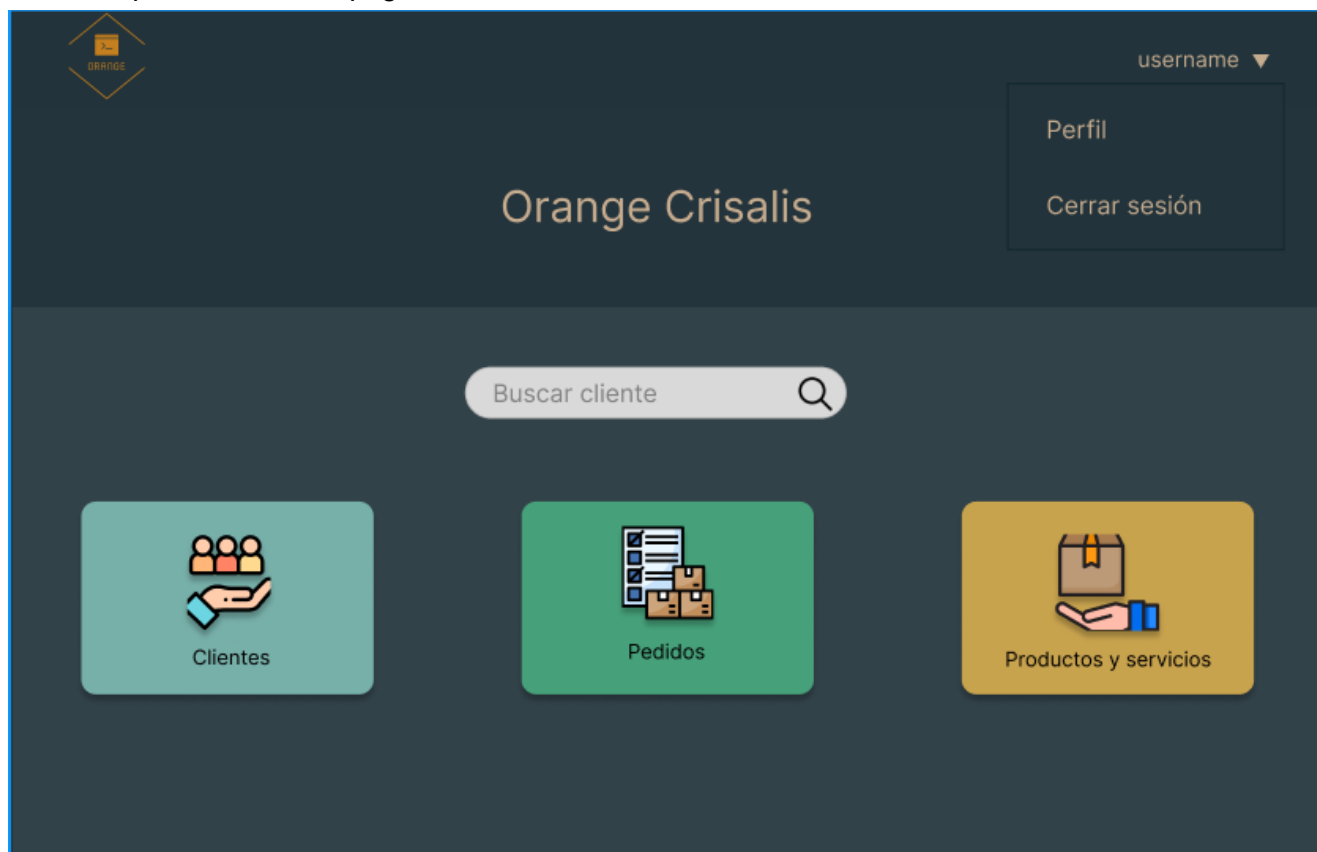 ORANGE
username
Perfil
Cerrar sesión
Orange Crisalis
Buscar cliente
Clientes
Pedidos
Productos y servicios